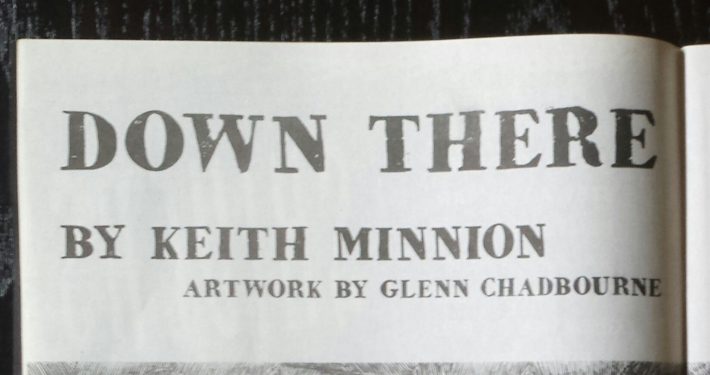 DOWN THERE
BY KEITH MINNION
ARTWORK BY GLENN CHADBOURNE